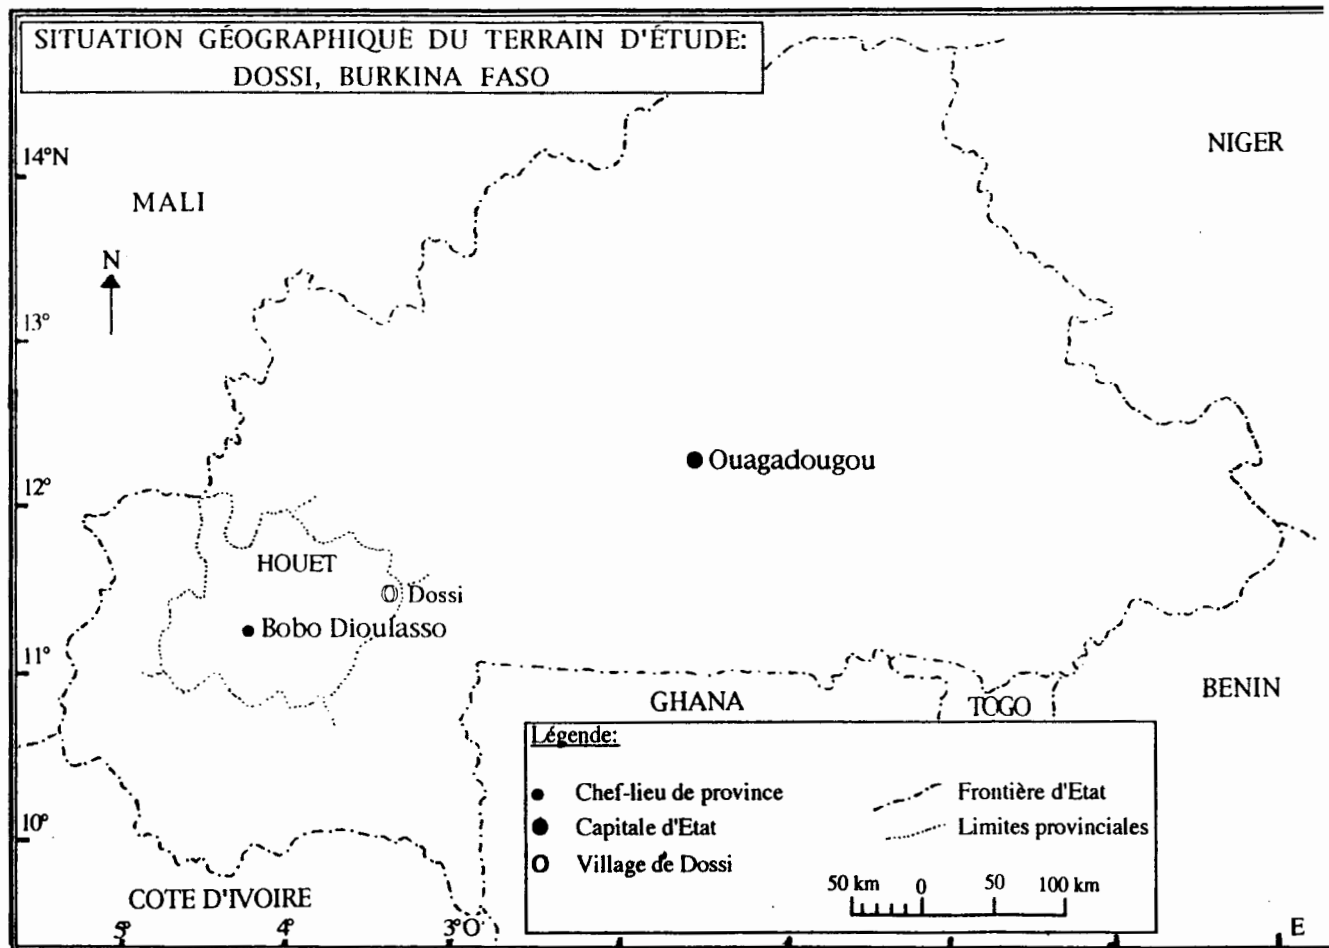 SITUATION GÉOGRAPHIQUE DU TERRAIN D'ÉTUDE:
DOSSI, BURKINA FASO
14°N
NIGER
MALI
N
13°
Ouagadougou
12°
HOUET
Dossi
Bobo Dioulasso
11°
GHANA
TOGO
BENIN
Légende:
Chef-lieu de province
Frontière d'Etat
Capitale d'Etat
Limites provinciales
Village de Dossi
10°
50 km 0 50 100 km
COTE D'IVOIRE
5° 4° 3°O E